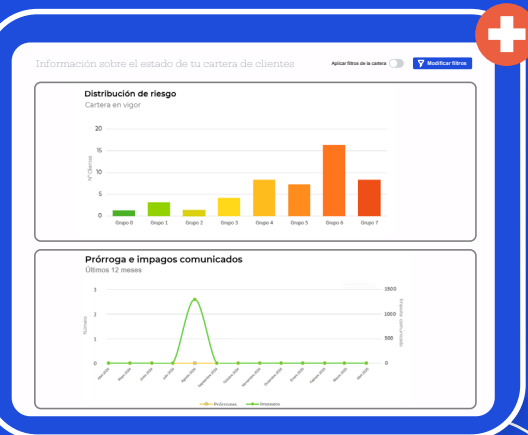 Información sobre el estado de tu cartera de clientes
Aplicar filtros de la cartera
Modificar filtros
Distribución de riesgo
Cartera en vigor
20
15
10
5
0
Nº Clientes
Grupo 0 Grupo 1 Grupo 2 Grupo 3 Grupo 4 Grupo 5 Grupo 6 Grupo 7
Prórroga e impagos comunicados
Últimos 12 meses
3
2
1
0
Número
1500
1000
500
0
Importe comunicado
Prórrogas Impagos